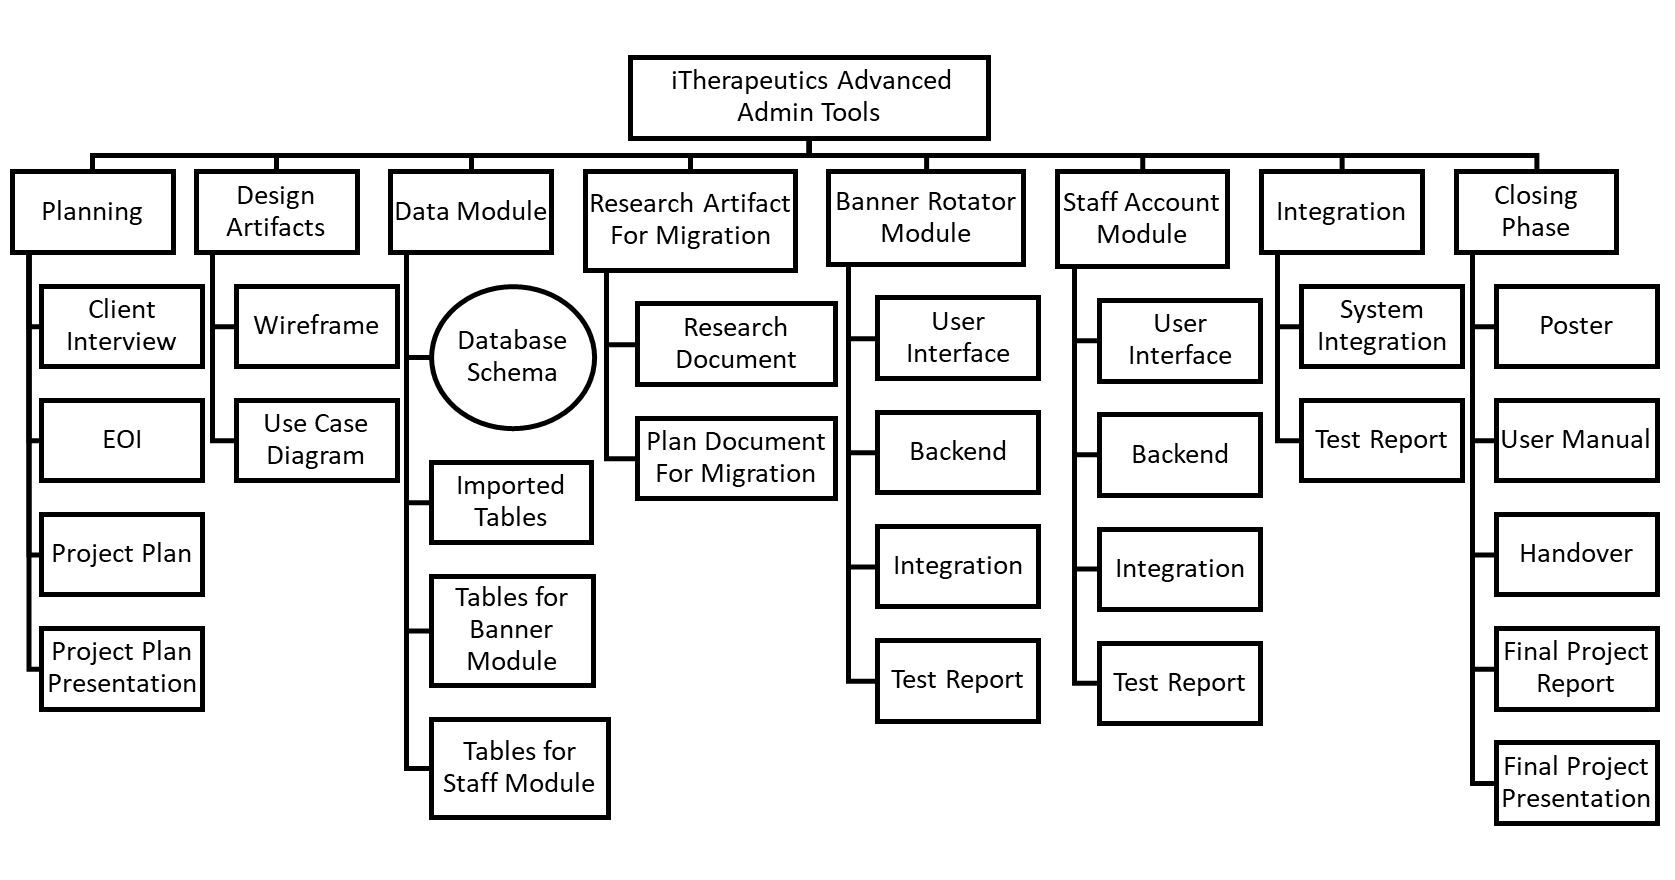 iTherapeutics Advanced
Admin Tools
Planning
Client
Interview
EOI
Project Plan
Project Plan
Presentation
Design
Artifacts
Wireframe
Use Case
Diagram
Data Module
Database
Schema
Imported
Tables
Tables for
Banner
Module
Tables for
Staff Module
Research Artifact
For Migration
Research
Document
Plan Document
For Migration
Banner Rotator
Module
User
Interface
Backend
Integration
Test Report
Staff Account
Module
User
Interface
Backend
Integration
Test Report
Integration
System
Integration
Test Report
Closing
Phase
Poster
User Manual
Handover
Final Project
Report
Final Project
Presentation